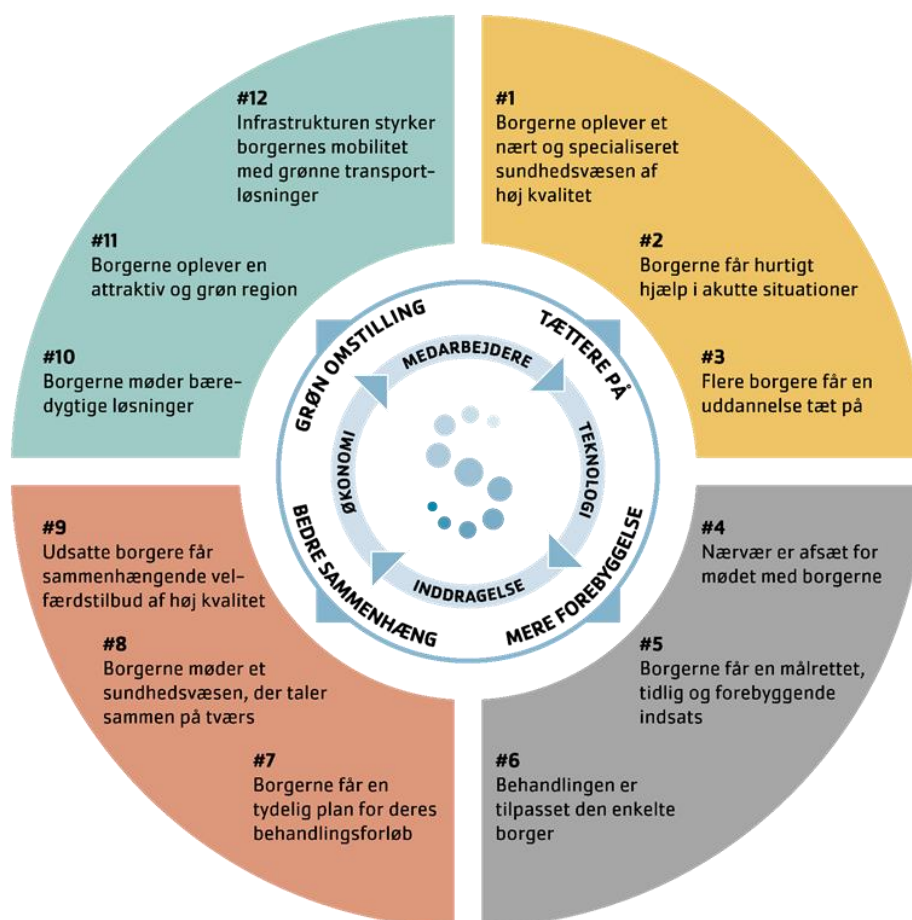 #12
Infrastrukturen styrker
borgernes mobilitet
med grønne transport-
løsninger
#11
Borgerne oplever en
attraktiv og grøn region
#10
Borgerne møder bære-
dygtige løsninger
#1
Borgerne oplever et
nært og specialiseret
sundhedsvæsen af
høj kvalitet
#2
Borgerne får hurtigt
hjælp i akutte situationer
#3
Flere borgere får en
uddannelse tæt på
GRØN OMSTILLING
TÆTTERE PÅ
MEDARBEJDERE
ØKONOMI
TEKNOLOGI
INDDRAGELSE
BEDRE SAMMENHÆNG
MERE FOREBYGGELSE
#9
Udsatte borgere får
sammenhængende vel-
færdstilbud af høj kvalitet
#8
Borgerne møder et
sundhedsvæsen, der taler
sammen på tværs
#7
Borgerne får en
tydelig plan for deres
behandlingsforløb
#4
Nærvær er afsæt for
mødet med borgerne
#5
Borgerne får en målrettet,
tidlig og forebyggende
indsats
#6
Behandlingen er
tilpasset den enkelte
borger